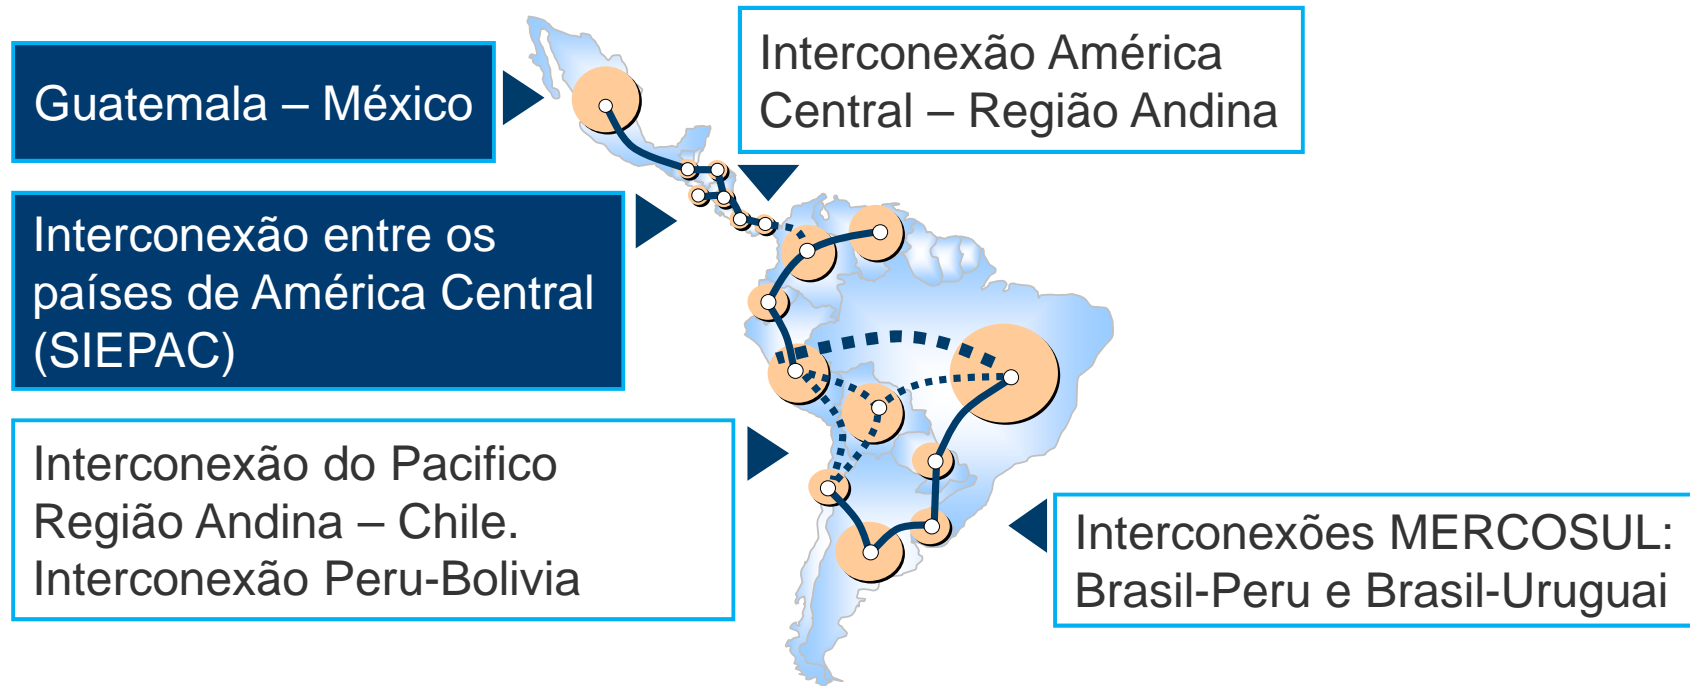 Guatemala – México
Interconexão América
Central – Região Andina
Interconexão entre os
países de América Central
(SIEPAC)
Interconexão do Pacifico
Região Andina – Chile.
Interconexão Peru-Bolivia
Interconexões MERCOSUL:
Brasil-Peru e Brasil-Uruguai